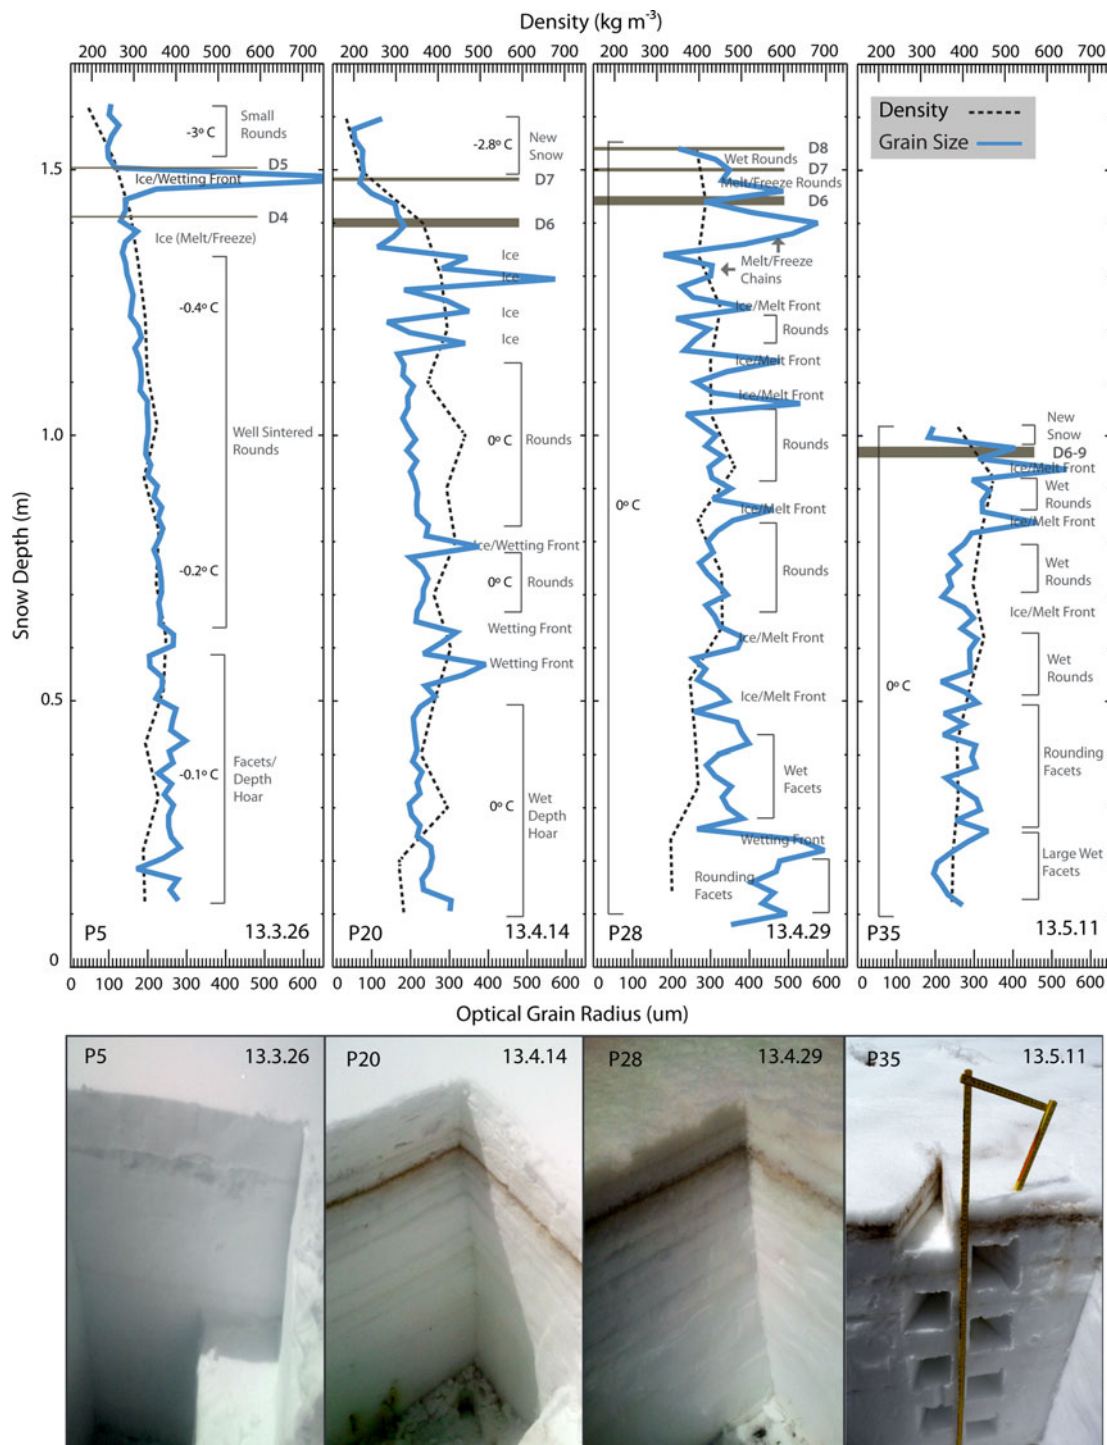 Density (kg m-3)
200 300 400 500 600 700
200 300 400 500 600 700
200 300 400 500 600 700
200 300 400 500 600 700
Snow Depth (m)
1.5
1.0
0.5
0
-3º C
Small
Rounds
D5
Ice/Wetting Front
D4
Ice (Melt/Freeze)
-0.4º C
Well Sintered
Rounds
-0.2º C
-0.1º C
Facets/
Depth
Hoar
P5 13.3.26
-2.8º C
New
Snow
D7
D6
Ice
Ice
Ice
Ice
0º C
Rounds
Ice/Wetting Front
0º C
Rounds
Wetting Front
Wetting Front
0º C
Wet
Depth
Hoar
P20 13.4.14
D8
Wet Rounds
D7
Melt/Freeze Rounds
D6
Melt/Freeze
Chains
Ice/Melt Front
Rounds
Ice/Melt Front
Ice/Melt Front
Rounds
0º C
Ice/Melt Front
Rounds
Ice/Melt Front
Ice/Melt Front
Wet
Facets
Wetting Front
Rounding
Facets
P28 13.4.29
Density
Grain Size
New
Snow
D6-9
Ice/Melt Front
Wet
Rounds
Ice/Melt Front
Wet
Rounds
Ice/Melt Front
Wet
Rounds
0º C
Rounding
Facets
Large Wet
Facets
P35 13.5.11
0 100 200 300 400 500 600
0 100 200 300 400 500 600
0 100 200 300 400 500 600
0 100 200 300 400 500 600
Optical Grain Radius (um)
P5 13.3.26
P20 13.4.14
P28 13.4.29
P35 13.5.11